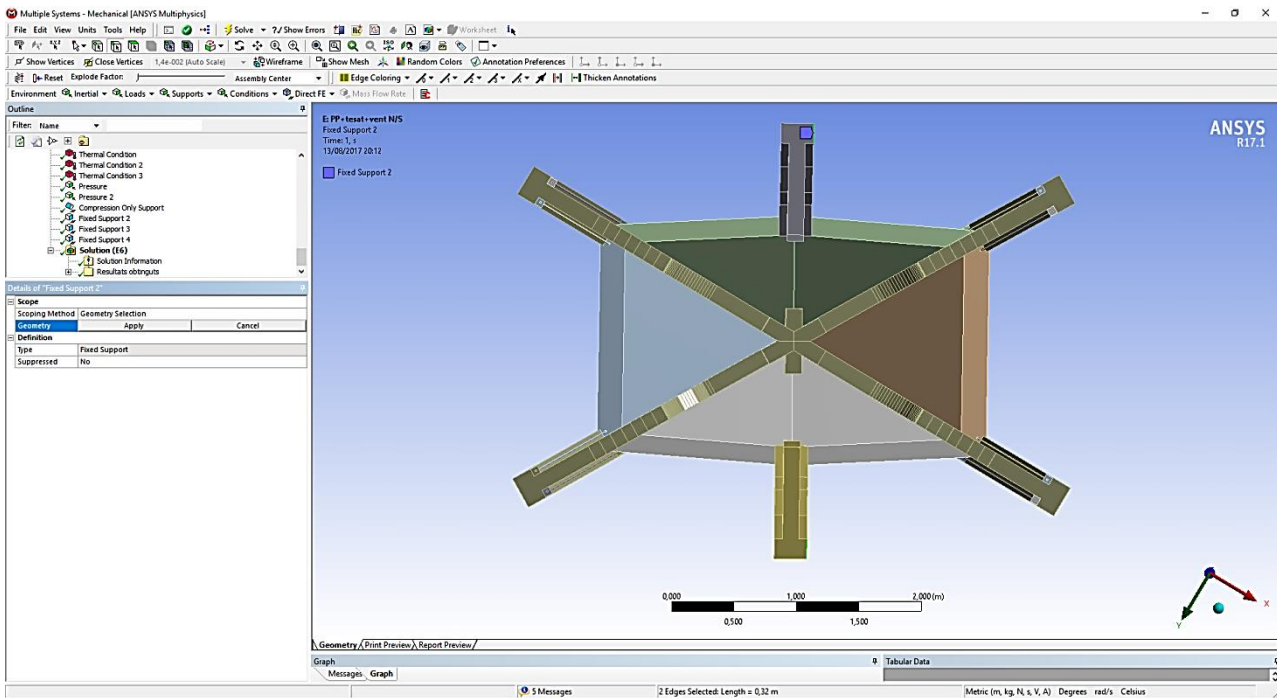 Multiple Systems - Mechanical [ANSYS Multiphysics]
File Edit View Units Tools Help Solve ?/ Show Errors Worksheet
Show Vertices Close Vertices 1,4e-002 (Auto Scale) Wireframe Show Mesh Random Colors Annotation Preferences
Reset Explode Factor: Assembly Center Edge Coloring Thicken Annotations
Environment Inertial Loads Supports Conditions Direct FE Mass Flow Rate
Outline
Filter: Name
Thermal Condition
Thermal Condition 2
Thermal Condition 3
Pressure
Pressure 2
Compression Only Support
Fixed Support 2
Fixed Support 3
Fixed Support 4
Solution (E6)
Solution Information
Resultats obtinguts
Details of "Fixed Support 2"
Scope
Scoping Method Geometry Selection
Geometry Apply Cancel
Definition
Type Fixed Support
Suppressed No
E: PP+tesat+vent N/S
Fixed Support 2
Time: 1, s
13/08/2017 20:12
Fixed Support 2
ANSYS
R17.1
0,000 1,000 2,000 (m)
0,500 1,500
X
Y
Geometry Print Preview Report Preview
Graph
Tabular Data
Messages Graph
5 Messages 2 Edges Selected: Length = 0,32 m Metric (m, kg, N, s, V, A) Degrees rad/s Celsius